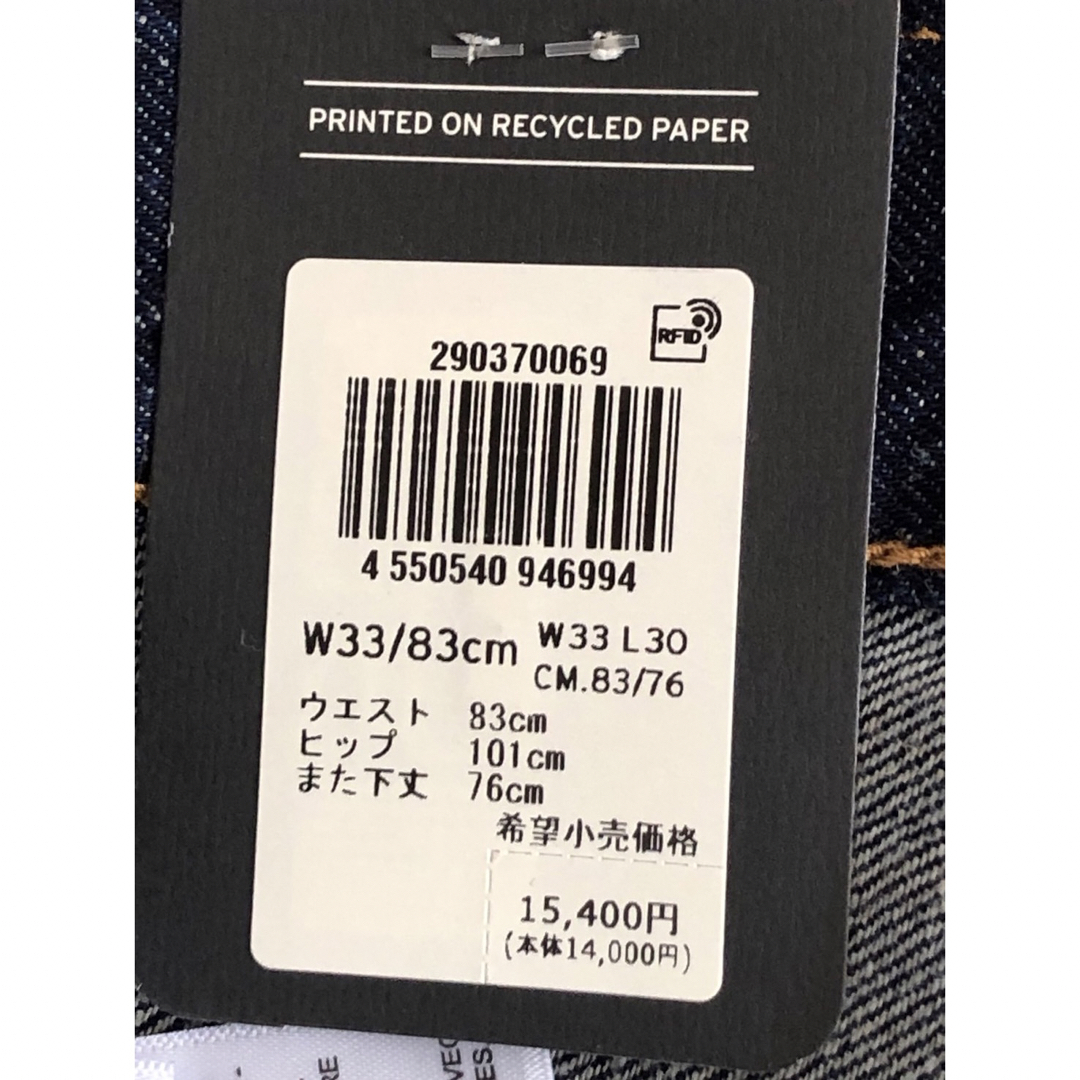 PRINTED ON RECYCLED PAPER
RFID
290370069
4 550540 946994
W33/83cm W33 L30
CM.83/76
ウエスト 83cm
ヒップ 101cm
また下丈 76cm
希望小売価格
15,400円
(本体14,000円)